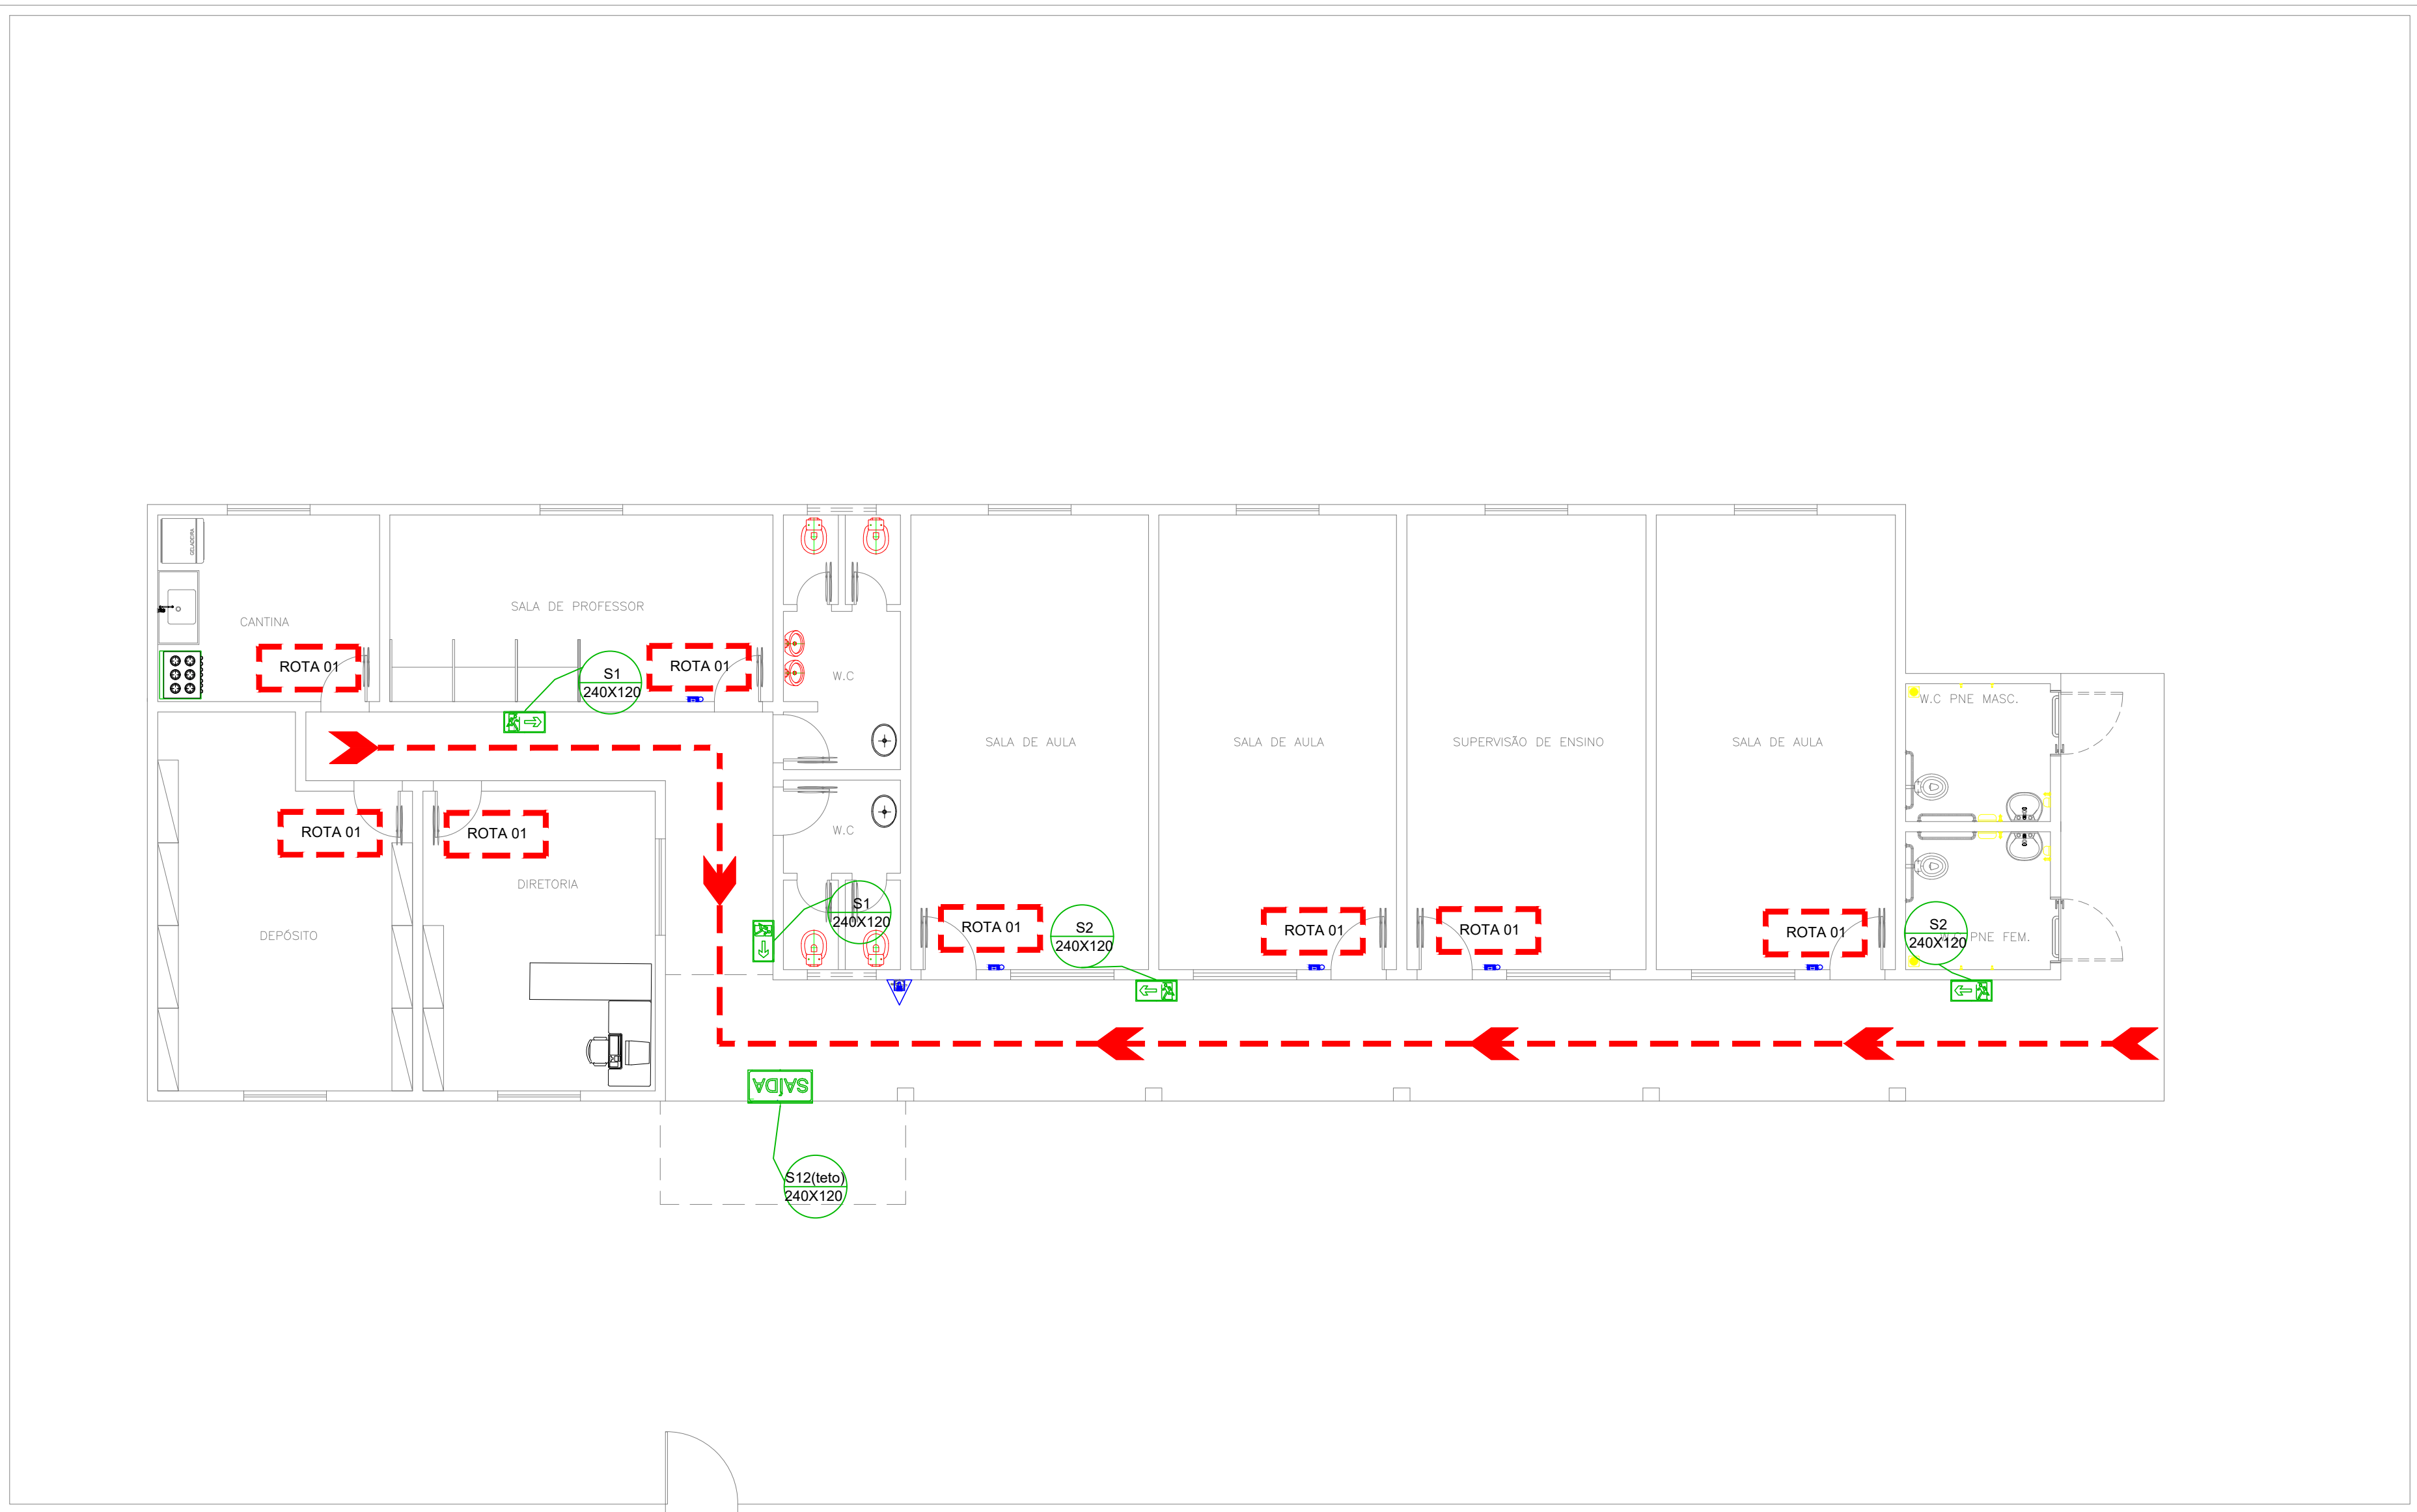 GELADEIRA
SALA DE PROFESSOR
CANTINA
ROTA 01
ROTA 01
S1
240X120
W.C
W.C PNE MASC.
SALA DE AULA
SALA DE AULA
SUPERVISÃO DE ENSINO
SALA DE AULA
ROTA 01
ROTA 01
W.C
DIRETORIA
DEPÓSITO
S1
240X120
ROTA 01
S2
240X120
ROTA 01
ROTA 01
ROTA 01
S2
240X120
W.C PNE FEM.
SAÍDA
S12(teto)
240X120